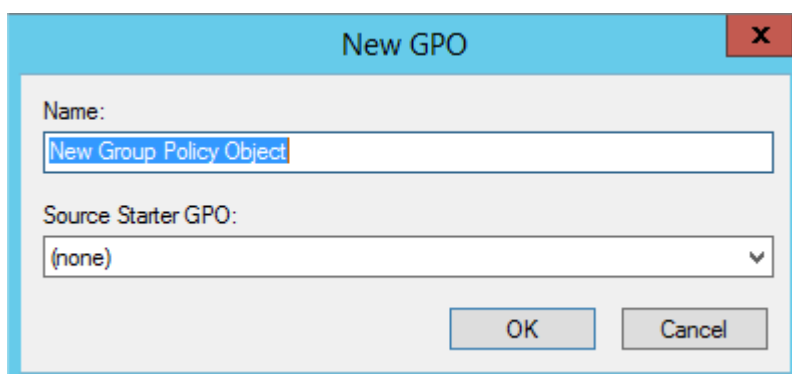 New GPO
x
Name:
New Group Policy Object
Source Starter GPO:
(none)
OK Cancel